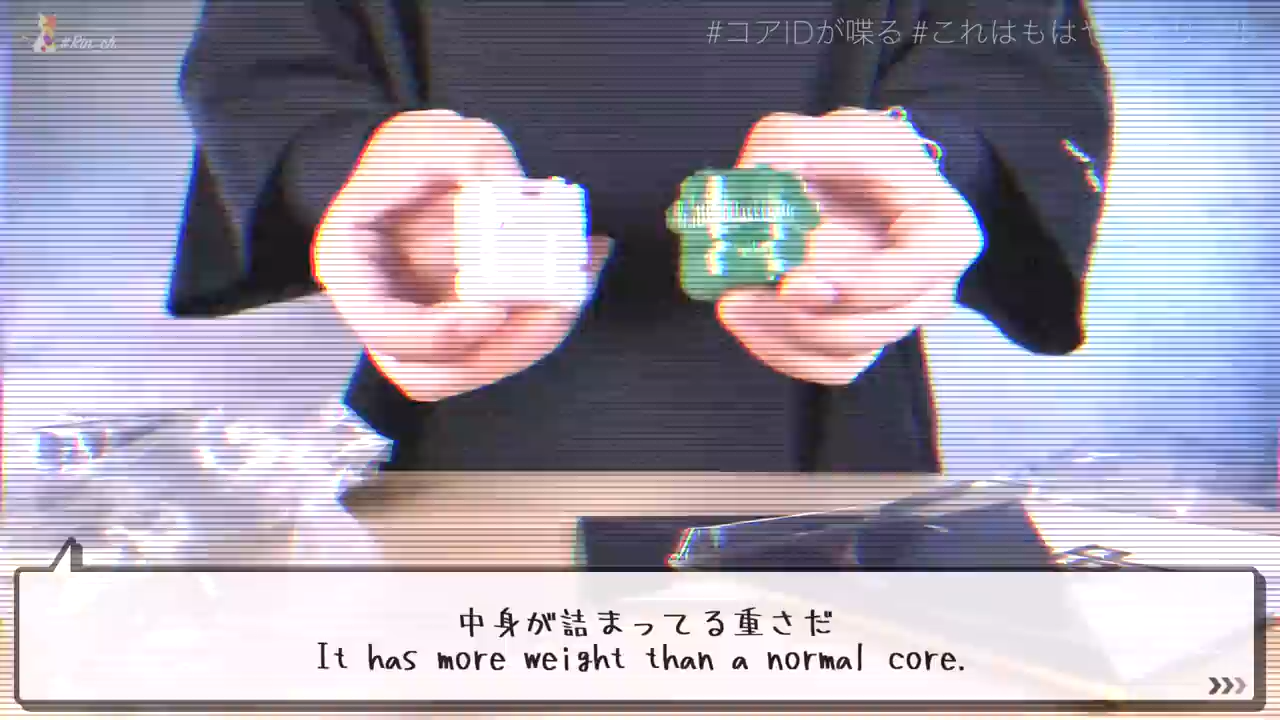 #Rin_ch.
#コアIDが喋る #これはもはや
中身が詰まってる重さだ
It has more weight than a normal core.